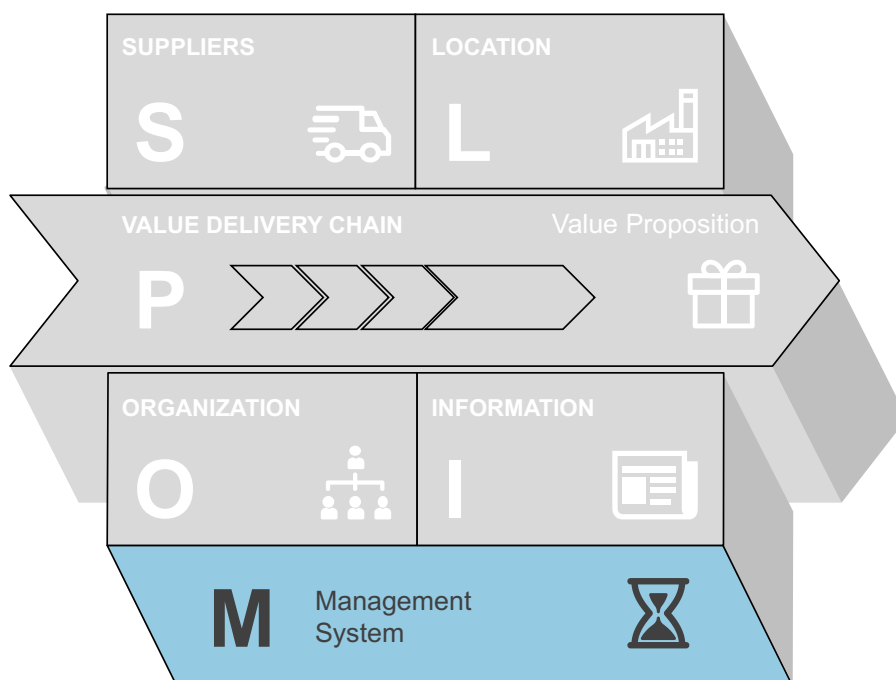 SUPPLIERS
LOCATION
S
L
VALUE DELIVERY CHAIN
Value Proposition
P
ORGANIZATION
INFORMATION
O
I
M
Management
System